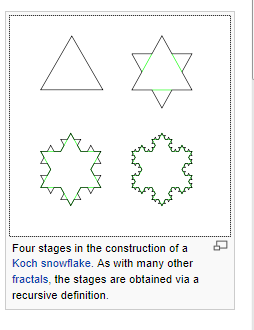 Four stages in the construction of a
Koch snowflake. As with many other
fractals, the stages are obtained via a
recursive definition.